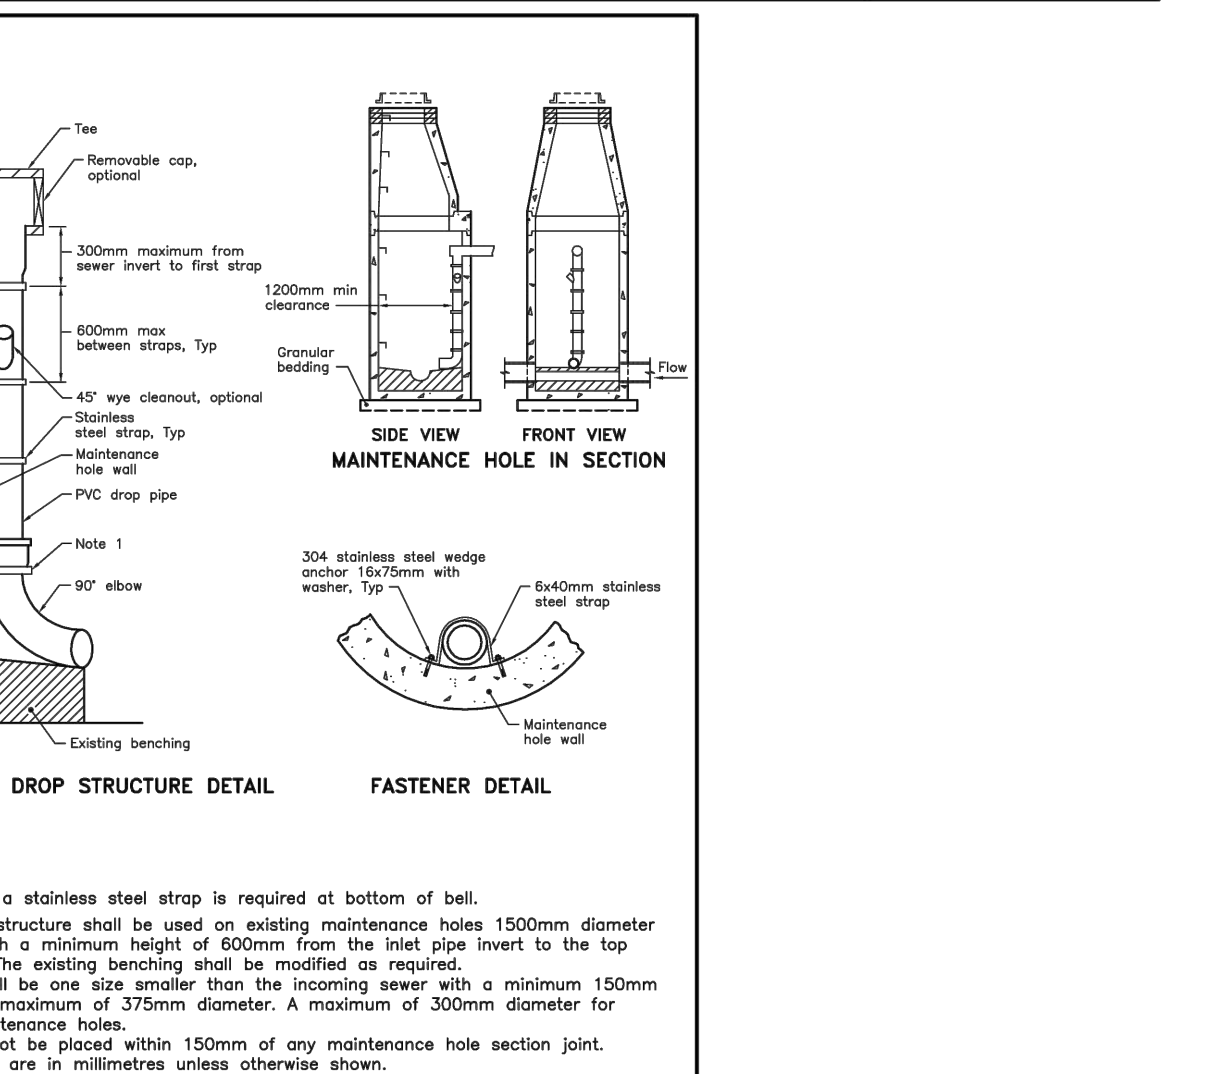 Tee
Removable cap,
optional
300mm maximum from
sewer invert to first strap
600mm max
between straps, Typ
45° wye cleanout, optional
Stainless
steel strap, Typ
Maintenance
hole wall
PVC drop pipe
Note 1
90° elbow
Existing benching
DROP STRUCTURE DETAIL
1200mm min
clearance
Granular
bedding
Flow
SIDE VIEW
FRONT VIEW
MAINTENANCE HOLE IN SECTION
304 stainless steel wedge
anchor 16x75mm with
washer, Typ
6x40mm stainless
steel strap
Maintenance
hole wall
FASTENER DETAIL
a stainless steel strap is required at bottom of bell.
structure shall be used on existing maintenance holes 1500mm diameter
h a minimum height of 600mm from the inlet pipe invert to the top
The existing benching shall be modified as required.
ll be one size smaller than the incoming sewer with a minimum 150mm
maximum of 375mm diameter. A maximum of 300mm diameter for
tenance holes.
ot be placed within 150mm of any maintenance hole section joint.
are in millimetres unless otherwise shown.